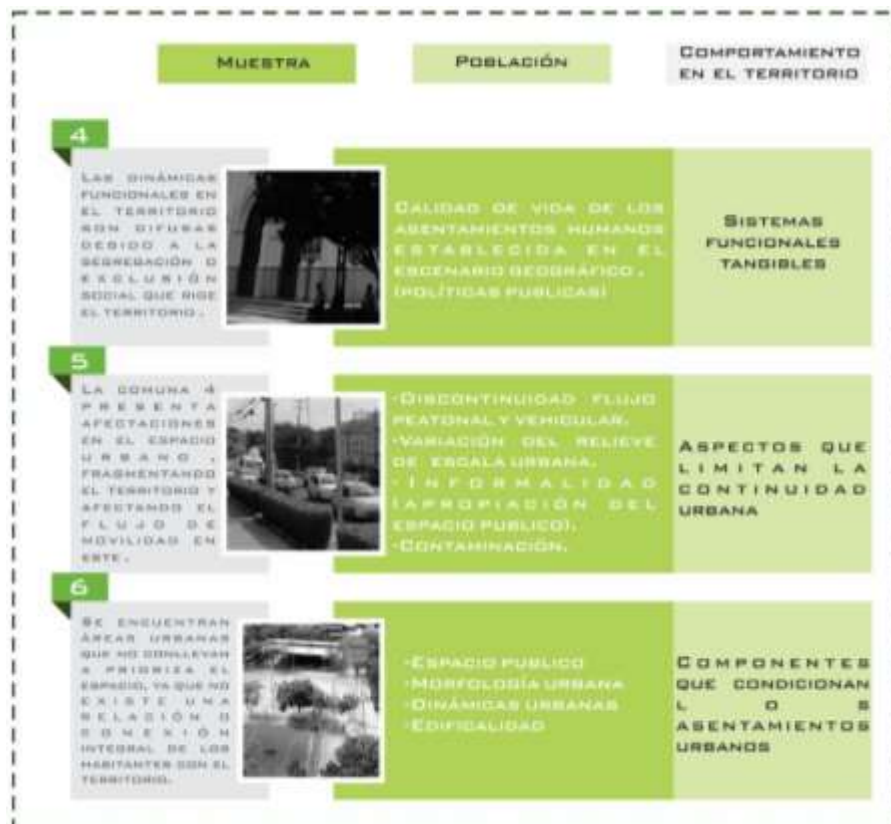 MUESTRA
POBLACIÓN
COMPORTAMIENTO
EN EL TERRITORIO
4
LAS DINÁMICAS
FUNCIONALES EN
EL TERRITORIO
SON DIFUSAS
DEBIDO A LA
SEGREGACIÓN O
EXCLUSIÓN
SOCIAL QUE RIGE
EL TERRITORIO.
CALIDAD DE VIDA DE LOS
ASENTAMIENTOS HUMANOS
ESTABLECIDA EN EL
ESCENARIO GEOGRÁFICO.
(POLÍTICAS PUBLICAS)
SISTEMAS
FUNCIONALES
TANGIBLES
5
LA COMUNA 4
PRESENTA
AFECTACIONES
EN EL ESPACIO
URBANO,
FRAGMENTANDO
EL TERRITORIO Y
AFECTANDO EL
FLUJO DE
MOVILIDAD EN
ESTE.
·DISCONTINUIDAD FLUJO
PEATONAL Y VEHICULAR.
·VARIACIÓN DEL RELIEVE
DE ESCALA URBANA.
·INFORMALIDAD
(APROPIACIÓN DEL
ESPACIO PUBLICO).
·CONTAMINACIÓN.
ASPECTOS QUE
LIMITAN LA
CONTINUIDAD
URBANA
6
SE ENCUENTRAN
ÁREAS URBANAS
QUE NO CONLLEVAN
A PRIORIZA EL
ESPACIO, YA QUE NO
EXISTE UNA
RELACIÓN O
CONEXIÓN
INTEGRAL DE LOS
HABITANTES CON EL
TERRITORIO.
·ESPACIO PUBLICO
·MORFOLOGÍA URBANA
·DINÁMICAS URBANAS
·EDIFICALIDAD
COMPONENTES
QUE CONDICIONAN
LOS
ASENTAMIENTOS
URBANOS